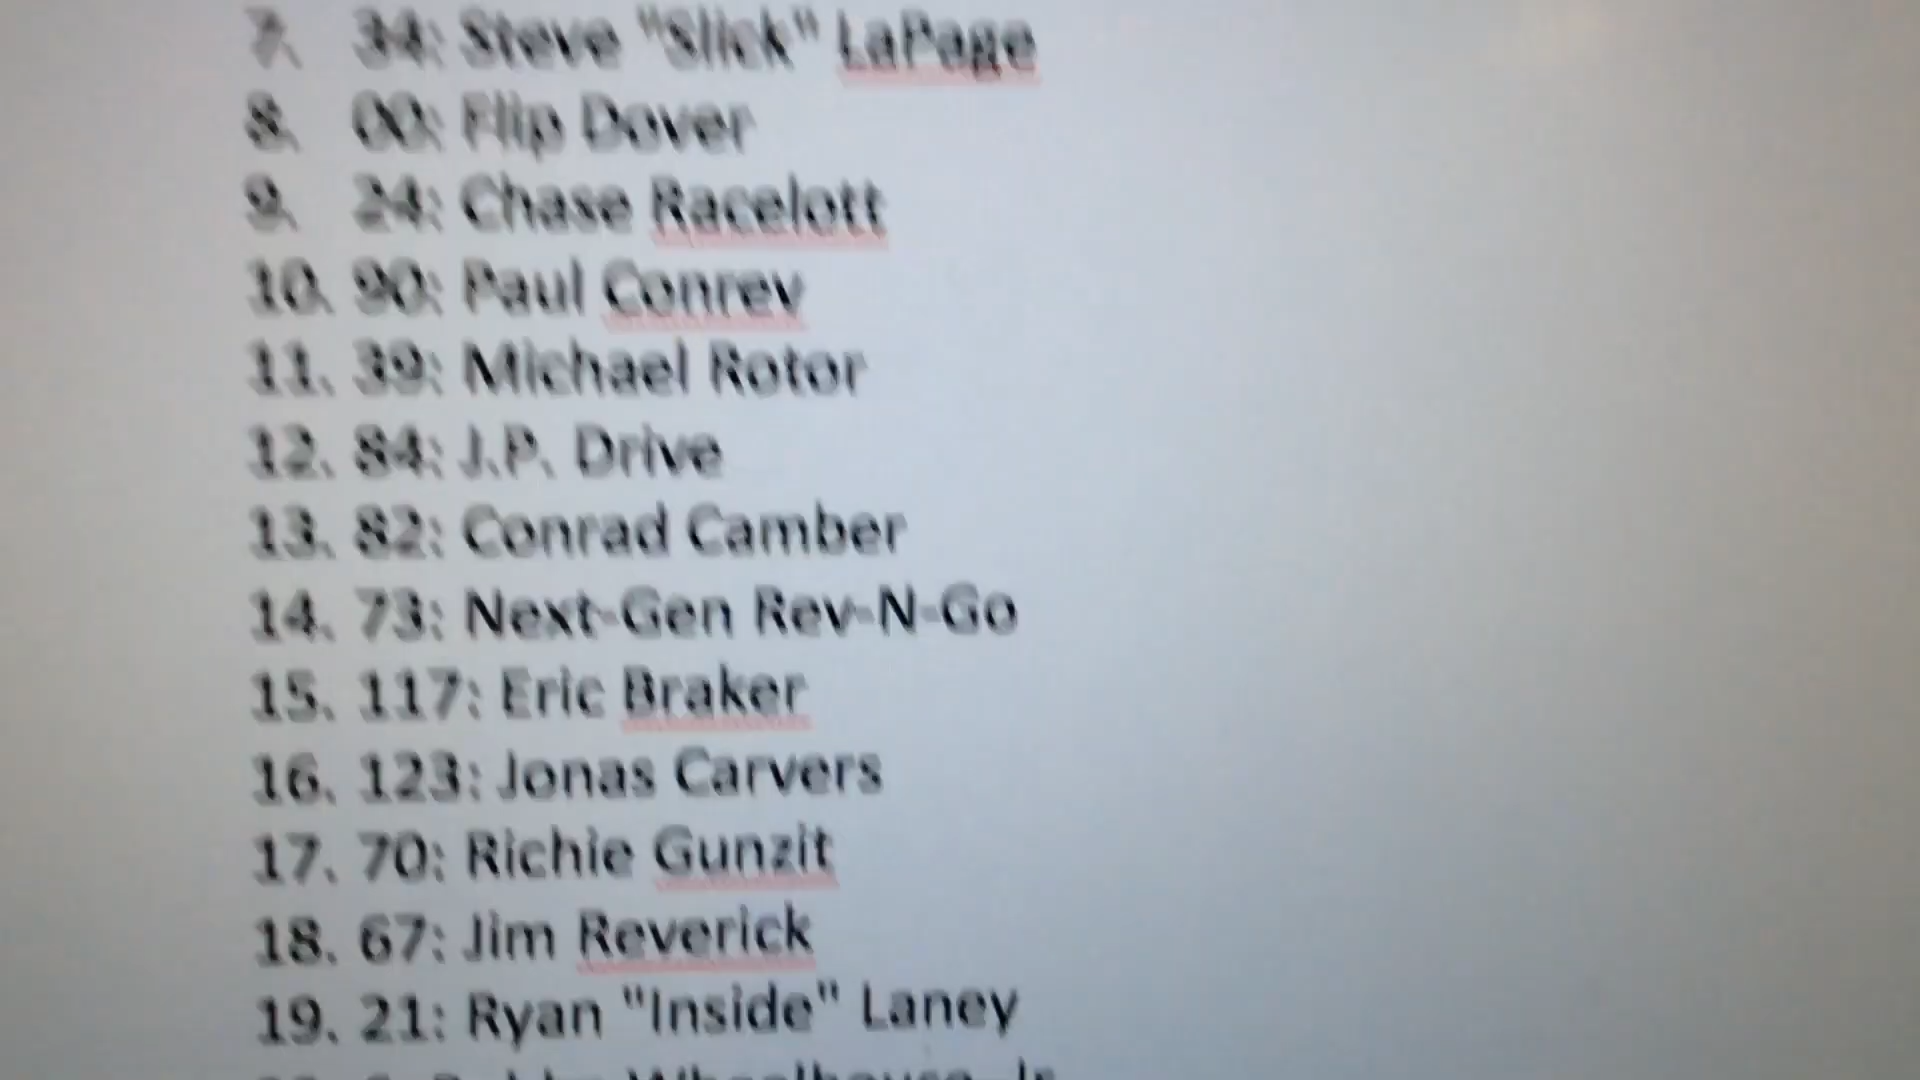 7. 34: Steve "Slick" LaPage
8. 00: Flip Dover
9. 24: Chase Racelott
10. 90: Paul Conrev
11. 39: Michael Rotor
12. 84: J.P. Drive
13. 82: Conrad Camber
14. 73: Next-Gen Rev-N-Go
15. 117: Eric Braker
16. 123: Jonas Carvers
17. 70: Richie Gunzit
18. 67: Jim Reverick
19. 21: Ryan "Inside" Laney
Wheelhouse, Jr.